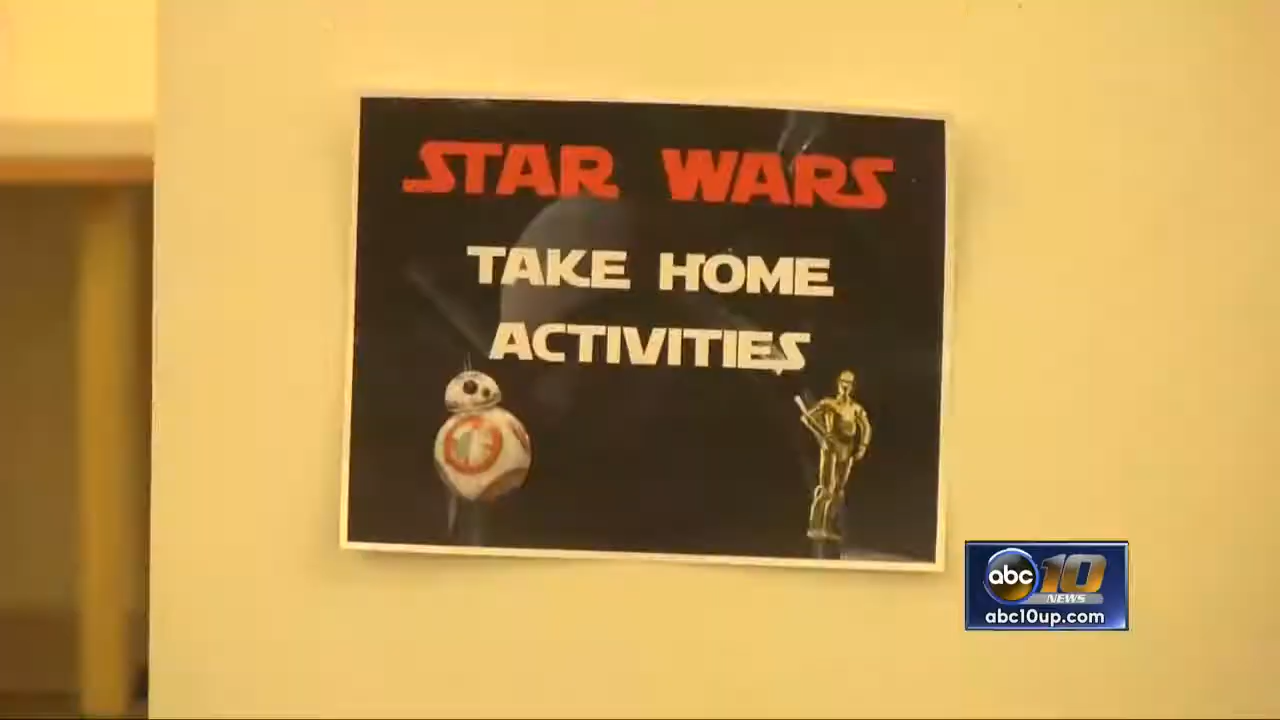 STAR WARS
TAKE HOME
ACTIVITIES
abc 10
NEWS
abc10up.com